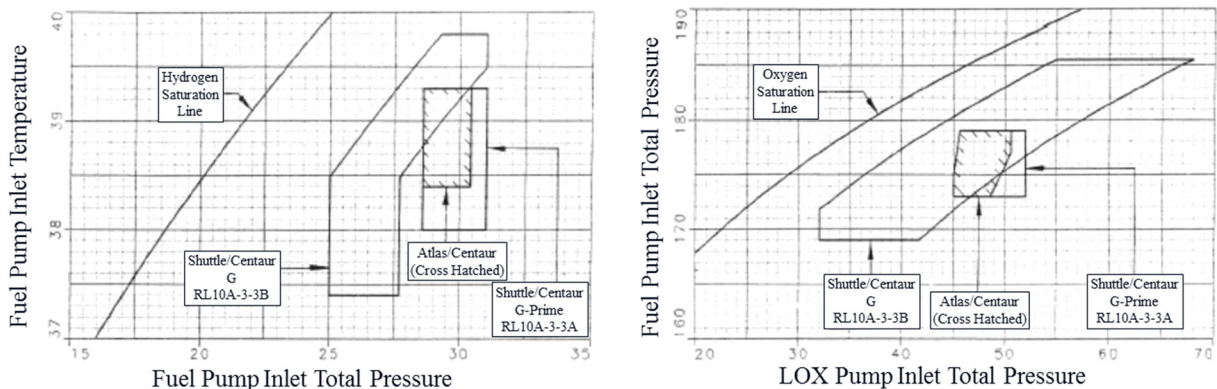 Fuel Pump Inlet Temperature
40
39
38
37
15
20
25
30
35
Hydrogen
Saturation
Line
Shuttle/Centaur
G
RL10A-3-3B
Atlas/Centaur
(Cross Hatched)
Shuttle/Centaur
G-Prime
RL10A-3-3A
Fuel Pump Inlet Total Pressure
Fuel Pump Inlet Total Pressure
190
180
170
160
20
30
40
50
60
70
Oxygen
Saturation
Line
Shuttle/Centaur
G
RL10A-3-3B
Atlas/Centaur
(Cross Hatched)
Shuttle/Centaur
G-Prime
RL10A-3-3A
LOX Pump Inlet Total Pressure